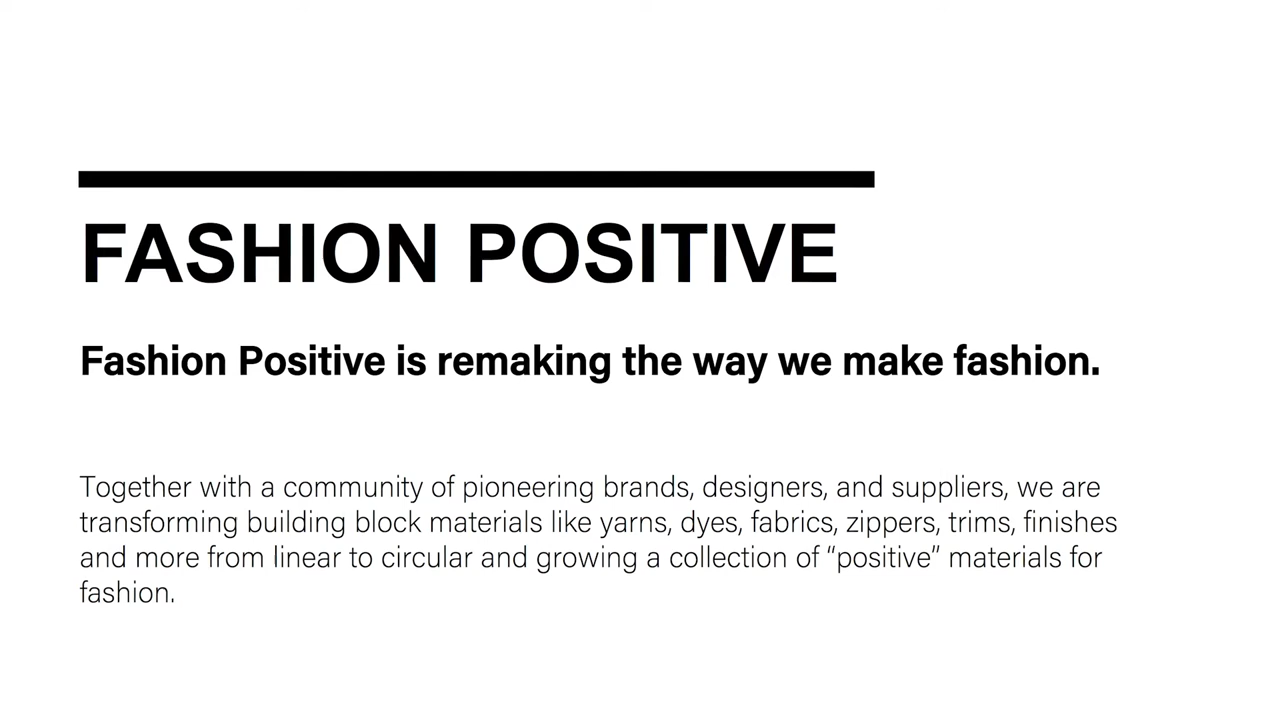 FASHION POSITIVE
Fashion Positive is remaking the way we make fashion.
Together with a community of pioneering brands, designers, and suppliers, we are
transforming building block materials like yarns, dyes, fabrics, zippers, trims, finishes
and more from linear to circular and growing a collection of “positive” materials for
fashion.